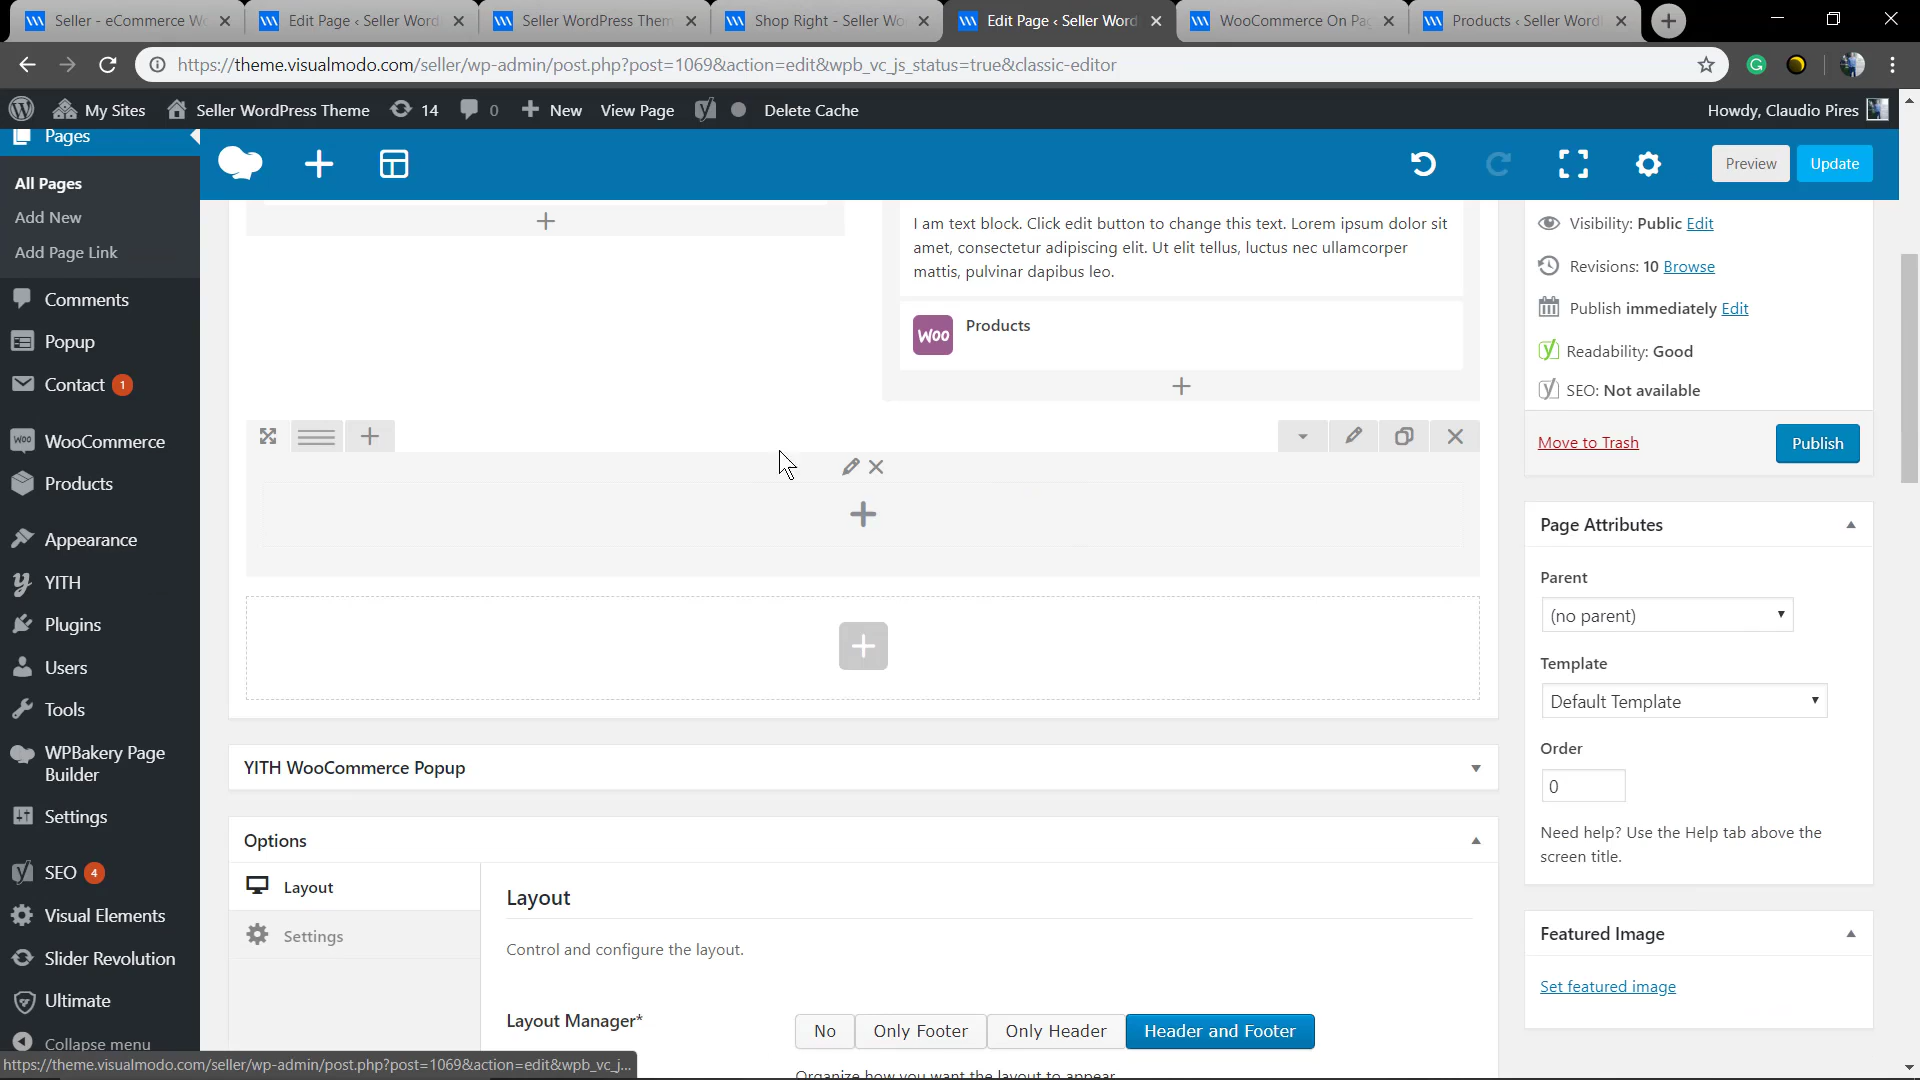 Seller - eCommerce W
Edit Page ‹ Seller Word
Seller WordPress Them
Shop Right - Seller Wo
Edit Page ‹ Seller Word
WooCommerce On Pa
Products ‹ Seller Word
https://theme.visualmodo.com/seller/wp-admin/post.php?post=1069&action=edit&wpb_vc_js_status=true&classic-editor
My Sites
Seller WordPress Theme
14
0
New
View Page
Delete Cache
Howdy, Claudio Pires
Pages
All Pages
Add New
Add Page Link
Comments
Popup
Contact 1
WooCommerce
Products
Appearance
YITH
Plugins
Users
Tools
WPBakery Page
Builder
Settings
SEO 4
Visual Elements
Slider Revolution
Ultimate
Collapse menu
Preview
Update
I am text block. Click edit button to change this text. Lorem ipsum dolor sit
amet, consectetur adipiscing elit. Ut elit tellus, luctus nec ullamcorper
mattis, pulvinar dapibus leo.
Woo
Products
YITH WooCommerce Popup
Options
Layout
Settings
Layout
Control and configure the layout.
Layout Manager*
No
Only Footer
Only Header
Header and Footer
Organize how you want the layout to appear
Visibility: Public Edit
Revisions: 10 Browse
Publish immediately Edit
Readability: Good
SEO: Not available
Move to Trash
Publish
Page Attributes
Parent
(no parent)
Template
Default Template
Order
0
Need help? Use the Help tab above the
screen title.
Featured Image
Set featured image
https://theme.visualmodo.com/seller/wp-admin/post.php?post=1069&action=edit&wpb_vc_j...